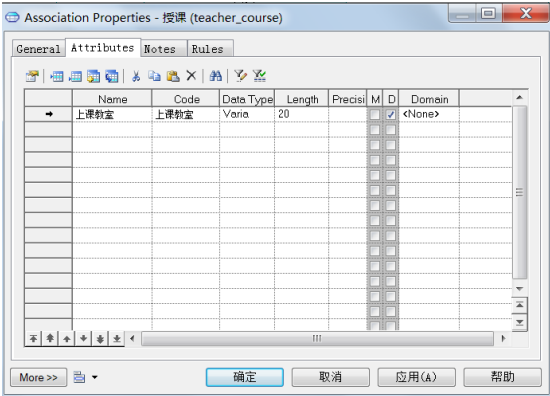 Association Properties - 授课 (teacher_course)
General Attributes Notes Rules
Name Code Data Type Length Precisi M D Domain
上课教室 上课教室 Varia 20 <None>
More >> 确定 取消 应用(A) 帮助